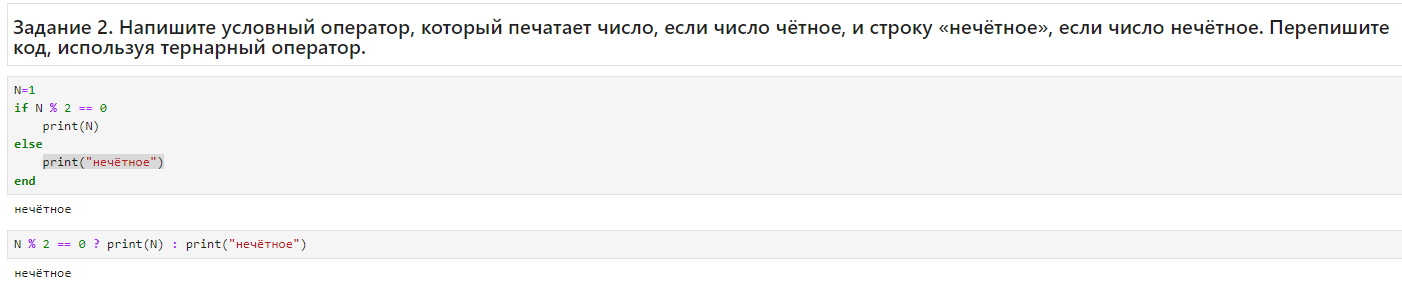 Задание 2. Напишите условный оператор, который печатает число, если число чётное, и строку «нечётное», если число нечётное. Перепишите
код, используя тернарный оператор.
N=1
if N % 2 == 0
    print(N)
else
    print("нечётное")
end
нечётное
N % 2 == 0 ? print(N) : print("нечётное")
нечётное